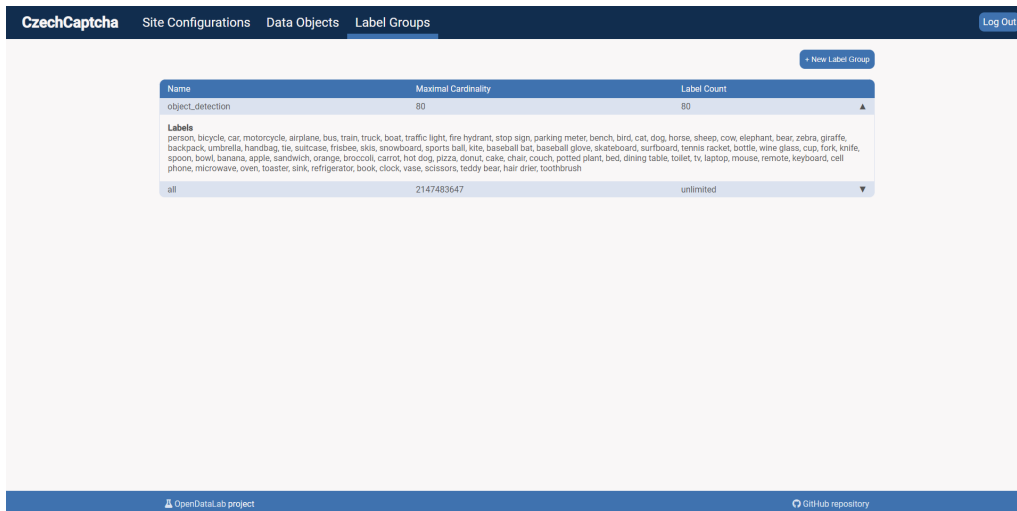 CzechCaptcha Site Configurations Data Objects Label Groups Log Out
+ New Label Group
Name Maximal Cardinality Label Count
object_detection 80 80 ▲
Labels
person, bicycle, car, motorcycle, airplane, bus, train, truck, boat, traffic light, fire hydrant, stop sign, parking meter, bench, bird, cat, dog, horse, sheep, cow, elephant, bear, zebra, giraffe,
backpack, umbrella, handbag, tie, suitcase, frisbee, skis, snowboard, sports ball, kite, baseball bat, baseball glove, skateboard, surfboard, tennis racket, bottle, wine glass, cup, fork, knife,
spoon, bowl, banana, apple, sandwich, orange, broccoli, carrot, hot dog, pizza, donut, cake, chair, couch, potted plant, bed, dining table, toilet, tv, laptop, mouse, remote, keyboard, cell
phone, microwave, oven, toaster, sink, refrigerator, book, clock, vase, scissors, teddy bear, hair drier, toothbrush
all 2147483647 unlimited ▼
OpenDataLab project GitHub repository